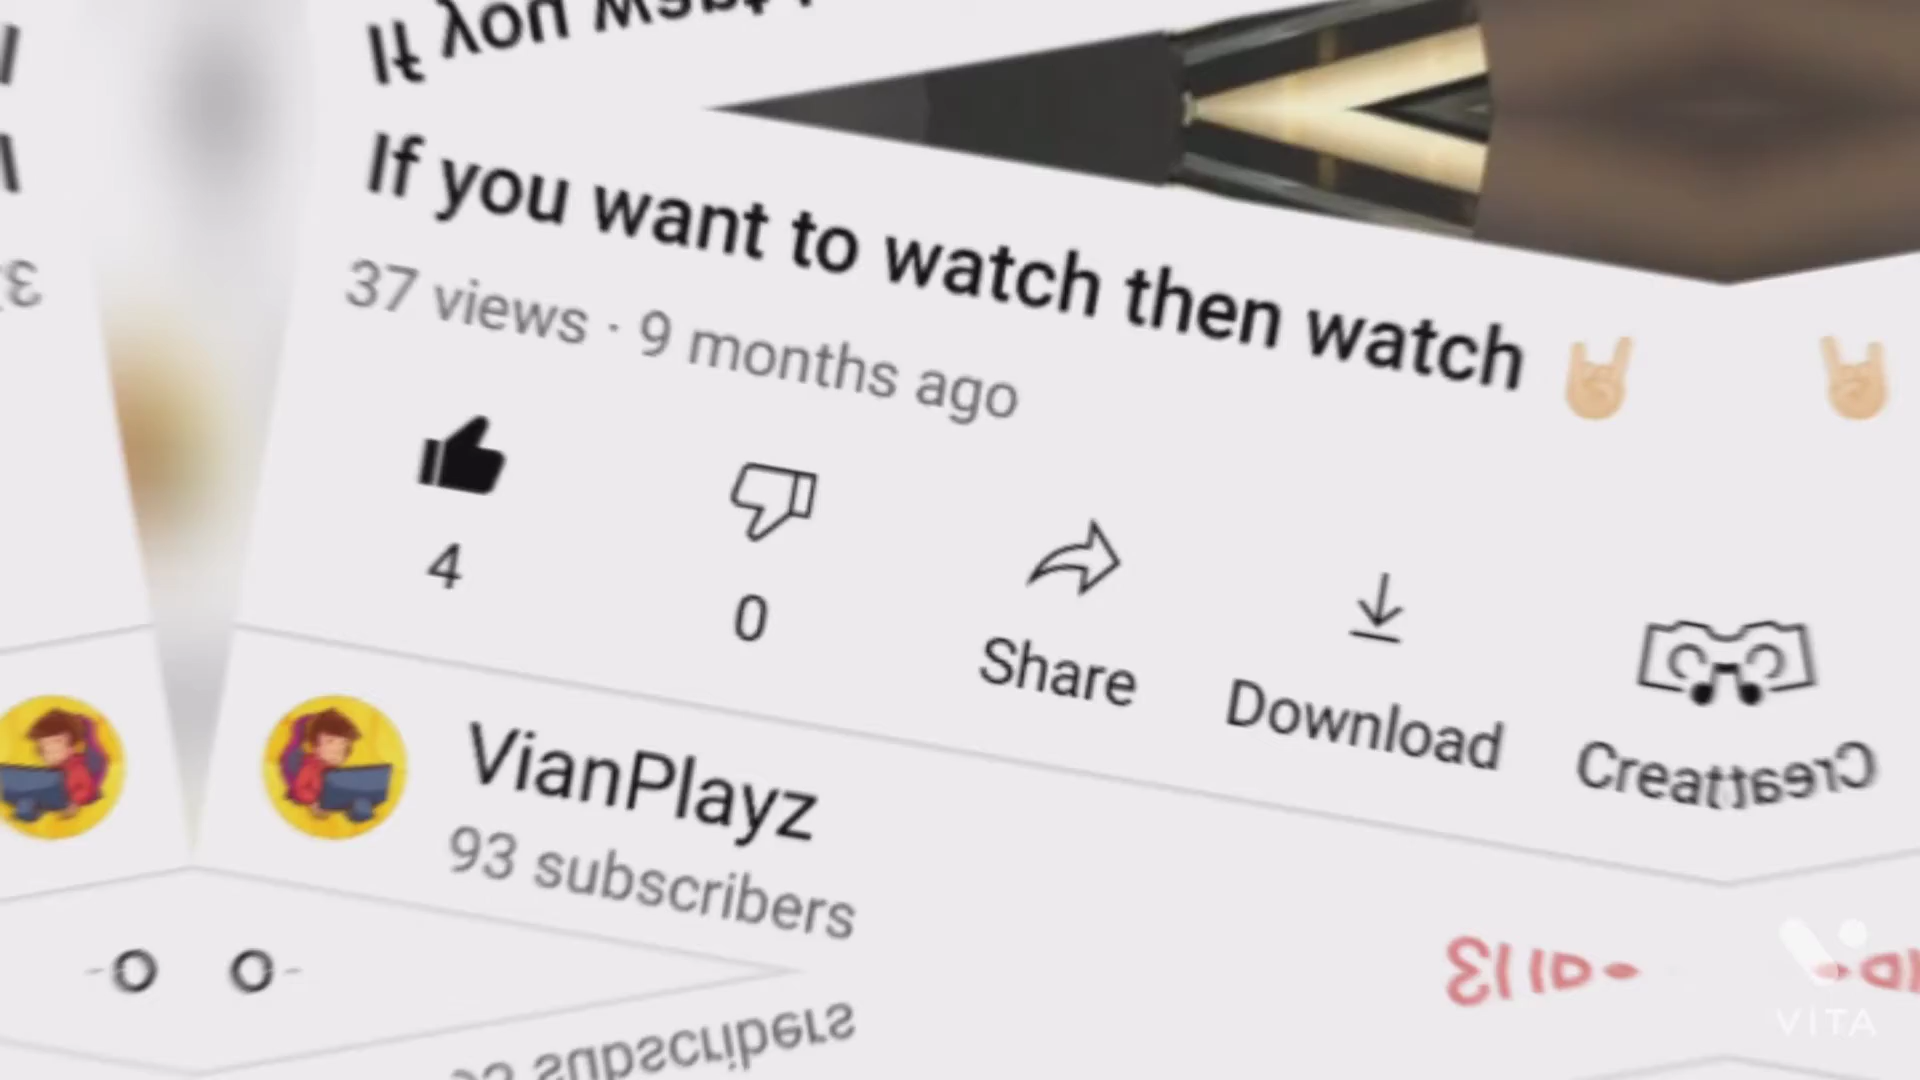 If you want to watch then watch 🤘🏻
37 views · 9 months ago
4
0
Share
Download
Creat
VianPlayz
93 subscribers
VITA